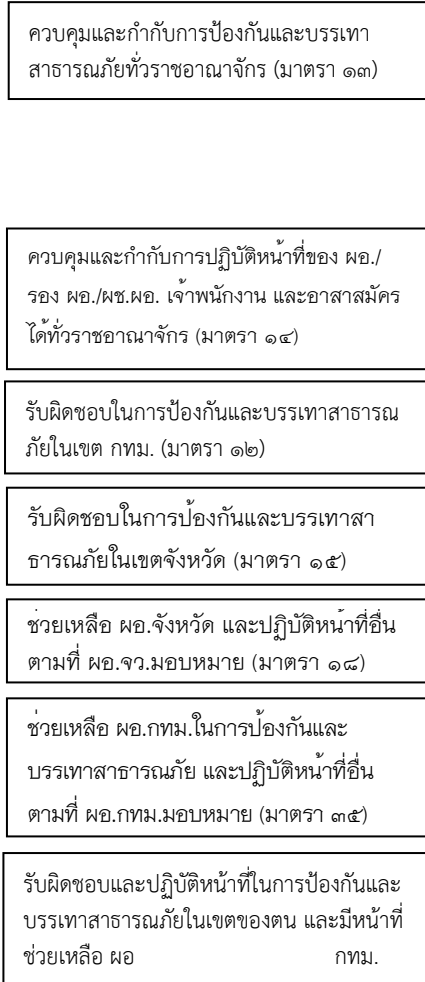 ควบคุมและกำกับการป้องกันและบรรเทา
สาธารณภัยทั่วราชอาณาจักร (มาตรา ๑๓)
ควบคุมและกำกับการปฏิบัติหน้าที่ของ ผอ./
รอง ผอ./ผช.ผอ. เจ้าพนักงาน และอาสาสมัคร
ได้ทั่วราชอาณาจักร (มาตรา ๑๔)
รับผิดชอบในการป้องกันและบรรเทาสาธารณ
ภัยในเขต กทม. (มาตรา ๑๒)
รับผิดชอบในการป้องกันและบรรเทาสา
ธารณภัยในเขตจังหวัด (มาตรา ๑๕)
ช่วยเหลือ ผอ.จังหวัด และปฏิบัติหน้าที่อื่น
ตามที่ ผอ.จว.มอบหมาย (มาตรา ๑๘)
ช่วยเหลือ ผอ.กทม.ในการป้องกันและ
บรรเทาสาธารณภัย และปฏิบัติหน้าที่อื่น
ตามที่ ผอ.กทม.มอบหมาย (มาตรา ๓๕)
รับผิดชอบและปฏิบัติหน้าที่ในการป้องกันและ
บรรเทาสาธารณภัยในเขตของตน และมีหน้าที่
ช่วยเหลือ ผอ กทม.